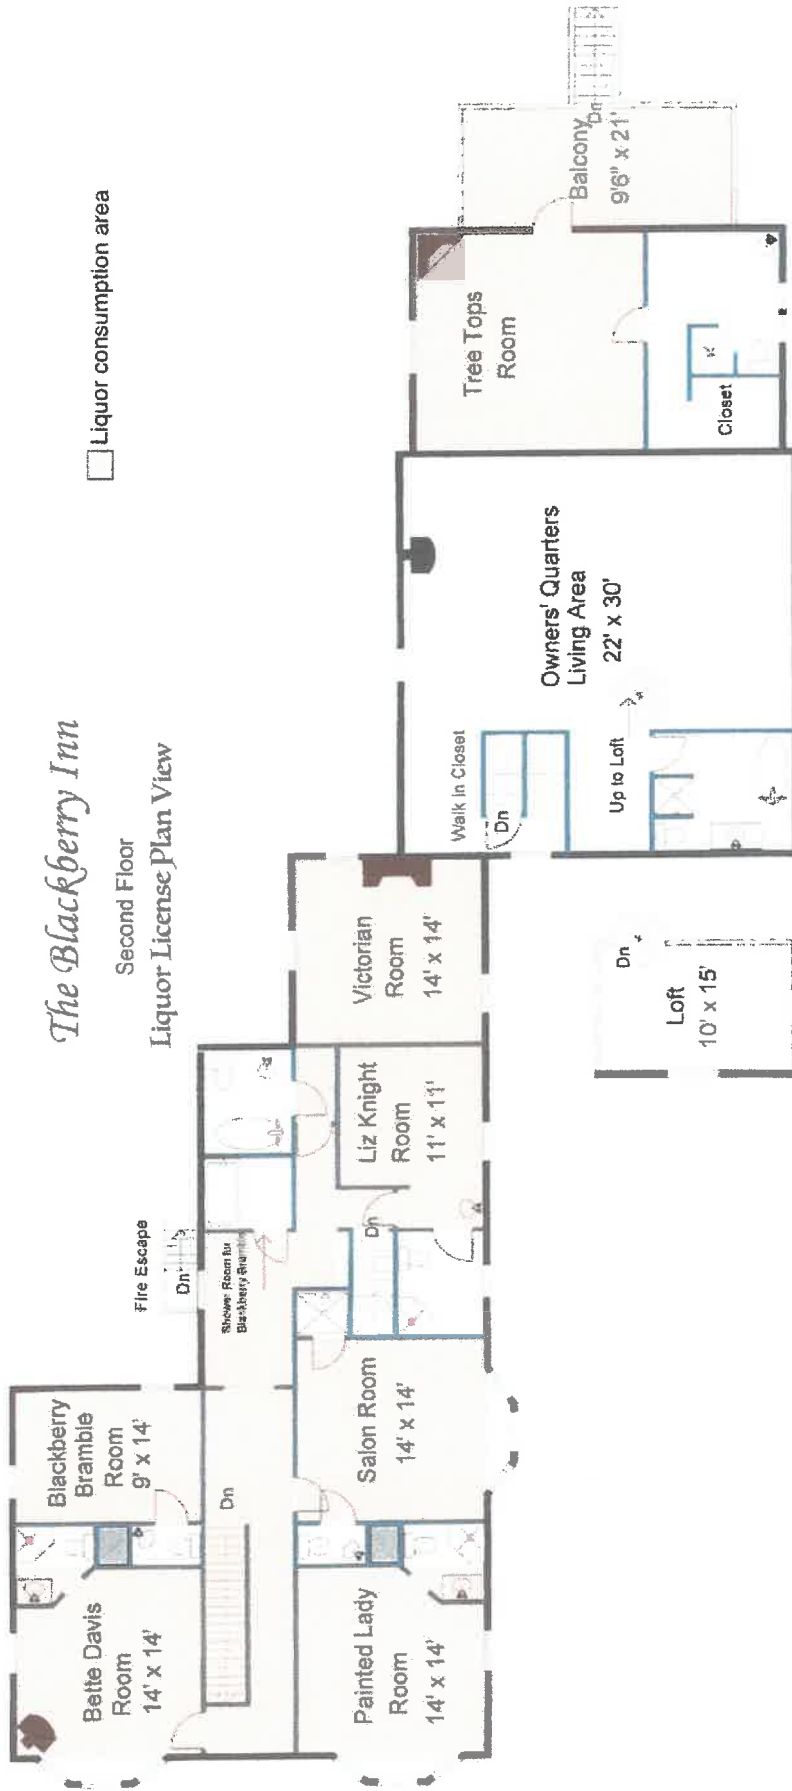 The Blackberry Inn
Second Floor
Liquor License Plan View
Liquor consumption area
Bette Davis
Room
14' x 14'
Blackberry
Bramble
Room
9' x 14'
Fire Escape
Dn
Dn
Shower Room for
Blackberry Bramble
Painted Lady
Room
14' x 14'
Salon Room
14' x 14'
Dn
Liz Knight
Room
11' x 11'
Victorian
Room
14' x 14'
Walk in Closet
Dn
Up to Loft
Owners' Quarters
Living Area
22' x 30'
Tree Tops
Room
Closet
Balcony
Dn
9'6" x 21'
Dn
Loft
10' x 15'